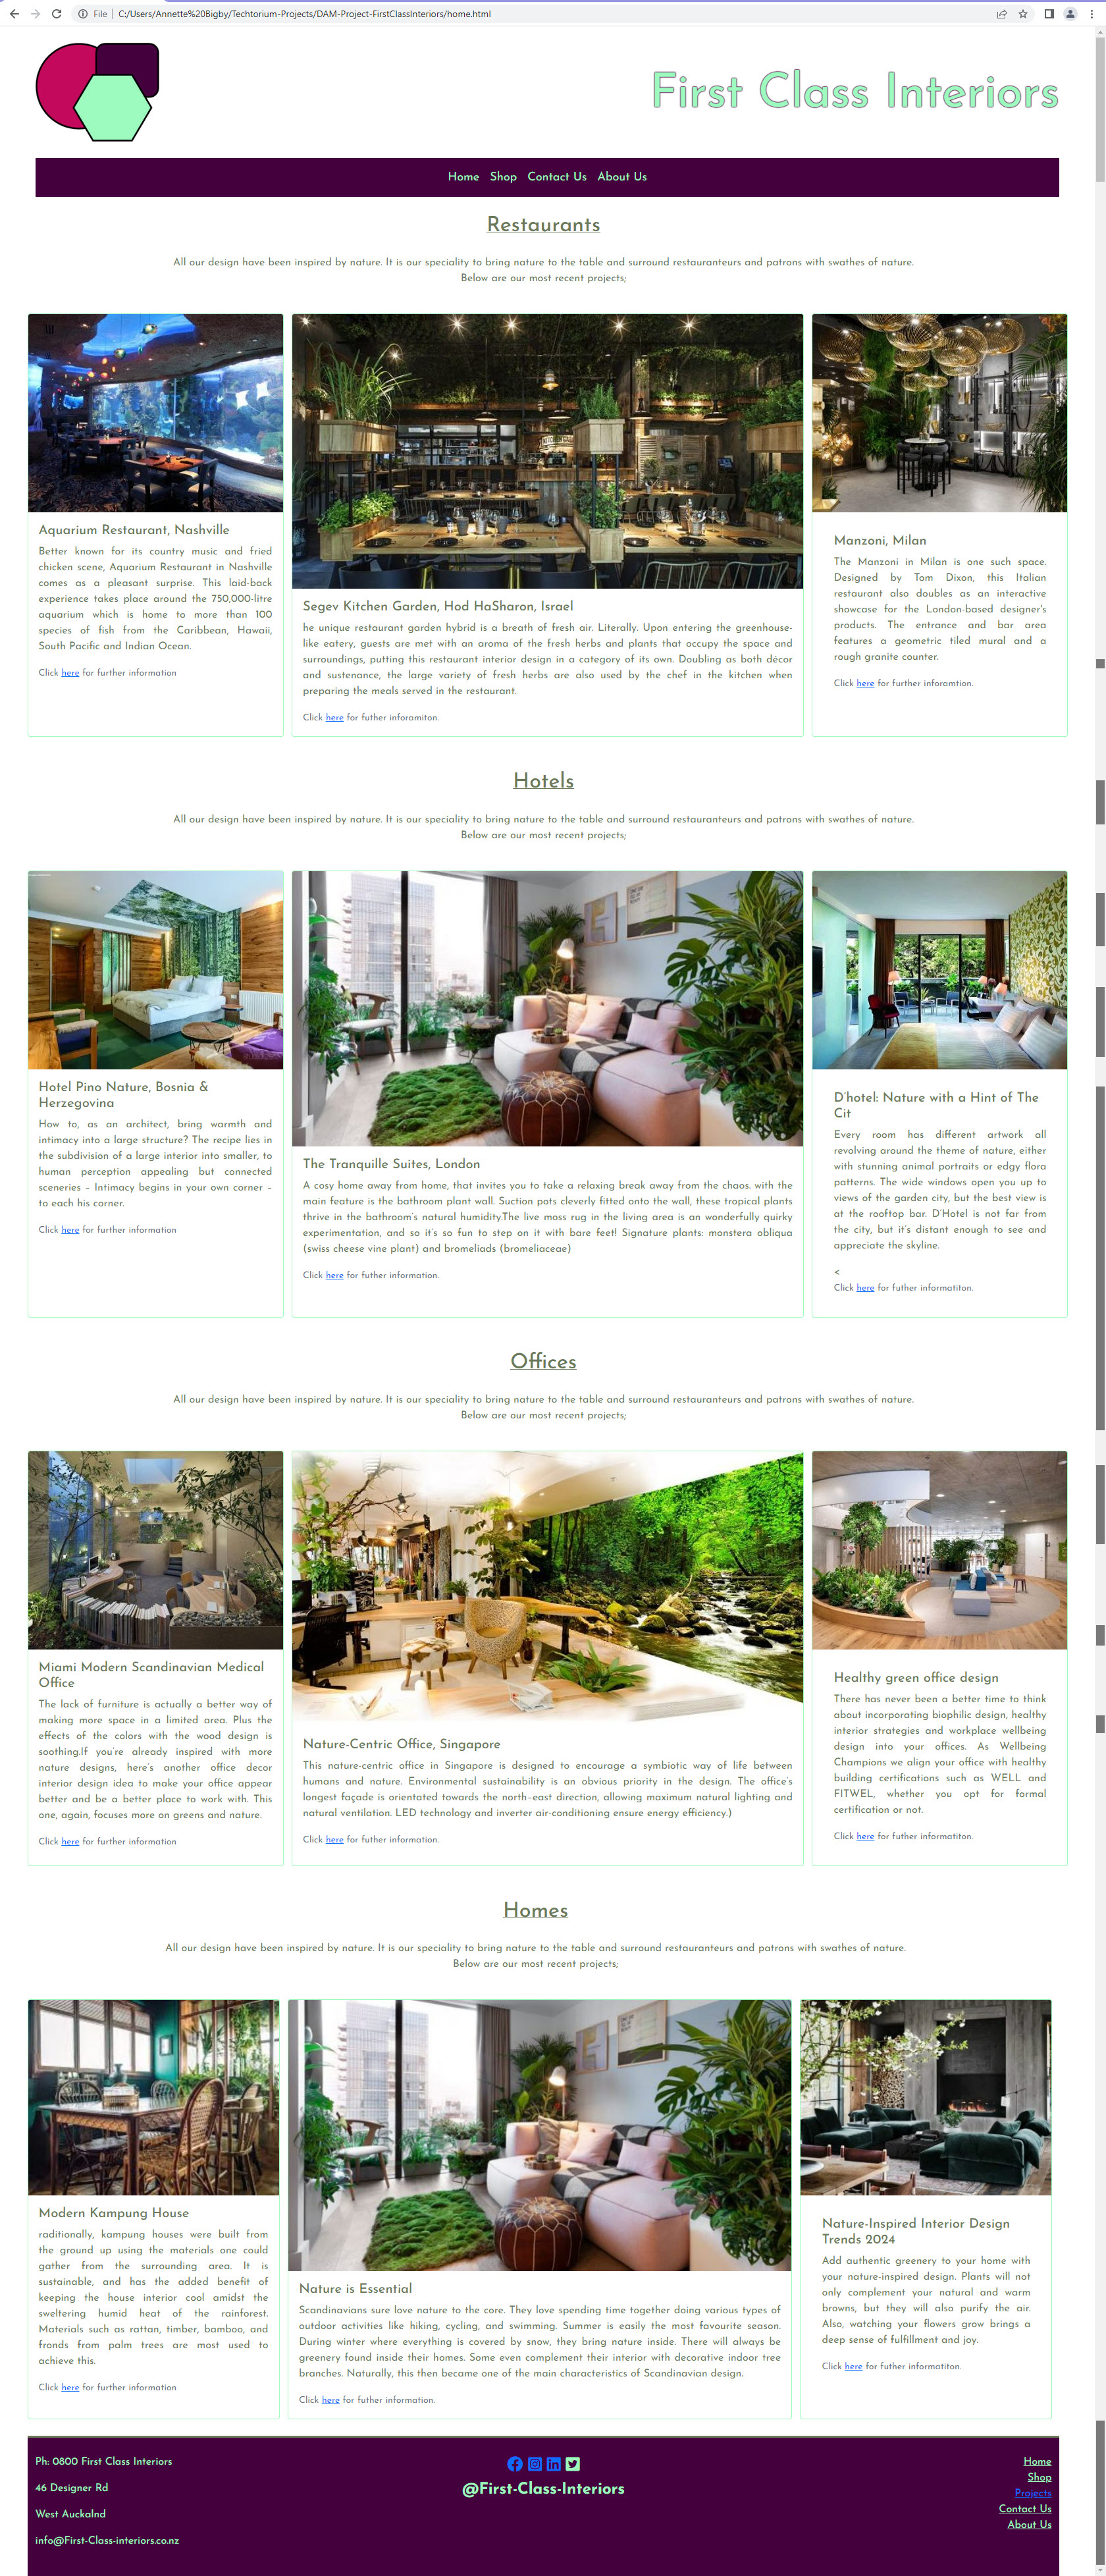 File
C:/Users/Annette%20Bigby/Techtorium-Projects/DAM-Project-FirstClassInteriors/home.html
First Class Interiors
Home Shop Contact Us About Us
Restaurants
All our design have been inspired by nature. It is our speciality to bring nature to the table and surround restauranteurs and patrons with swathes of nature.
Below are our most recent projects;
Aquarium Restaurant, Nashville
Better known for its country music and fried
chicken scene, Aquarium Restaurant in Nashville
comes as a pleasant surprise. This laid-back
experience takes place around the 750,000-litre
aquarium which is home to more than 100
species of fish from the Caribbean, Hawaii,
South Pacific and Indian Ocean.
Click here for further information
Segev Kitchen Garden, Hod HaSharon, Israel
he unique restaurant garden hybrid is a breath of fresh air. Literally. Upon entering the greenhouse-
like eatery, guests are met with an aroma of the fresh herbs and plants that occupy the space and
surroundings, putting this restaurant interior design in a category of its own. Doubling as both décor
and sustenance, the large variety of fresh herbs are also used by the chef in the kitchen when
preparing the meals served in the restaurant.
Click here for futher inforamiton.
Manzoni, Milan
The Manzoni in Milan is one such space.
Designed by Tom Dixon, this Italian
restaurant also doubles as an interactive
showcase for the London-based designer's
products. The entrance and bar area
features a geometric tiled mural and a
rough granite counter.
Click here for further inforamtion.
Hotels
All our design have been inspired by nature. It is our speciality to bring nature to the table and surround restauranteurs and patrons with swathes of nature.
Below are our most recent projects;
Hotel Pino Nature, Bosnia &
Herzegovina
How to, as an architect, bring warmth and
intimacy into a large structure? The recipe lies in
the subdivision of a large interior into smaller, to
human perception appealing but connected
sceneries – Intimacy begins in your own corner –
to each his corner.
Click here for further information
The Tranquille Suites, London
A cosy home away from home, that invites you to take a relaxing break away from the chaos. with the
main feature is the bathroom plant wall. Suction pots cleverly fitted onto the wall, these tropical plants
thrive in the bathroom's natural humidity.The live moss rug in the living area is an wonderfully quirky
experimentation, and so it's so fun to step on it with bare feet! Signature plants: monstera obliqua
(swiss cheese vine plant) and bromeliads (bromeliaceae)
Click here for futher information.
D'hotel: Nature with a Hint of The
Cit
Every room has different artwork all
revolving around the theme of nature, either
with stunning animal portraits or edgy flora
patterns. The wide windows open you up to
views of the garden city, but the best view is
at the rooftop bar. D'Hotel is not far from
the city, but it's distant enough to see and
appreciate the skyline.
<
Click here for futher informatiton.
Offices
All our design have been inspired by nature. It is our speciality to bring nature to the table and surround restauranteurs and patrons with swathes of nature.
Below are our most recent projects;
Miami Modern Scandinavian Medical
Office
The lack of furniture is actually a better way of
making more space in a limited area. Plus the
effects of the colors with the wood design is
soothing.If you're already inspired with more
nature designs, here's another office decor
interior design idea to make your office appear
better and be a better place to work with. This
one, again, focuses more on greens and nature.
Click here for further information
Nature-Centric Office, Singapore
This nature-centric office in Singapore is designed to encourage a symbiotic way of life between
humans and nature. Environmental sustainability is an obvious priority in the design. The office's
longest façade is orientated towards the north-east direction, allowing maximum natural lighting and
natural ventilation. LED technology and inverter air-conditioning ensure energy efficiency.)
Click here for futher information.
Healthy green office design
There has never been a better time to think
about incorporating biophilic design, healthy
interior strategies and workplace wellbeing
design into your offices. As Wellbeing
Champions we align your office with healthy
building certifications such as WELL and
FITWEL, whether you opt for formal
certification or not.
Click here for futher informatiton.
Homes
All our design have been inspired by nature. It is our speciality to bring nature to the table and surround restauranteurs and patrons with swathes of nature.
Below are our most recent projects;
Modern Kampung House
raditionally, kampung houses were built from
the ground up using the materials one could
gather from the surrounding area. It is
sustainable, and has the added benefit of
keeping the house interior cool amidst the
sweltering humid heat of the rainforest.
Materials such as rattan, timber, bamboo, and
fronds from palm trees are most used to
achieve this.
Click here for further information
Nature is Essential
Scandinavians sure love nature to the core. They love spending time together doing various types of
outdoor activities like hiking, cycling, and swimming. Summer is easily the most favourite season.
During winter where everything is covered by snow, they bring nature inside. There will always be
greenery found inside their homes. Some even complement their interior with decorative indoor tree
branches. Naturally, this then became one of the main characteristics of Scandinavian design.
Click here for futher information.
Nature-Inspired Interior Design
Trends 2024
Add authentic greenery to your home with
your nature-inspired design. Plants will not
only complement your natural and warm
browns, but they will also purify the air.
Also, watching your flowers grow brings a
deep sense of fulfillment and joy.
Click here for futher informatiton.
Ph: 0800 First Class Interiors
46 Designer Rd
West Auckalnd
info@First-Class-interiors.co.nz
@First-Class-Interiors
Home
Shop
Projects
Contact Us
About Us